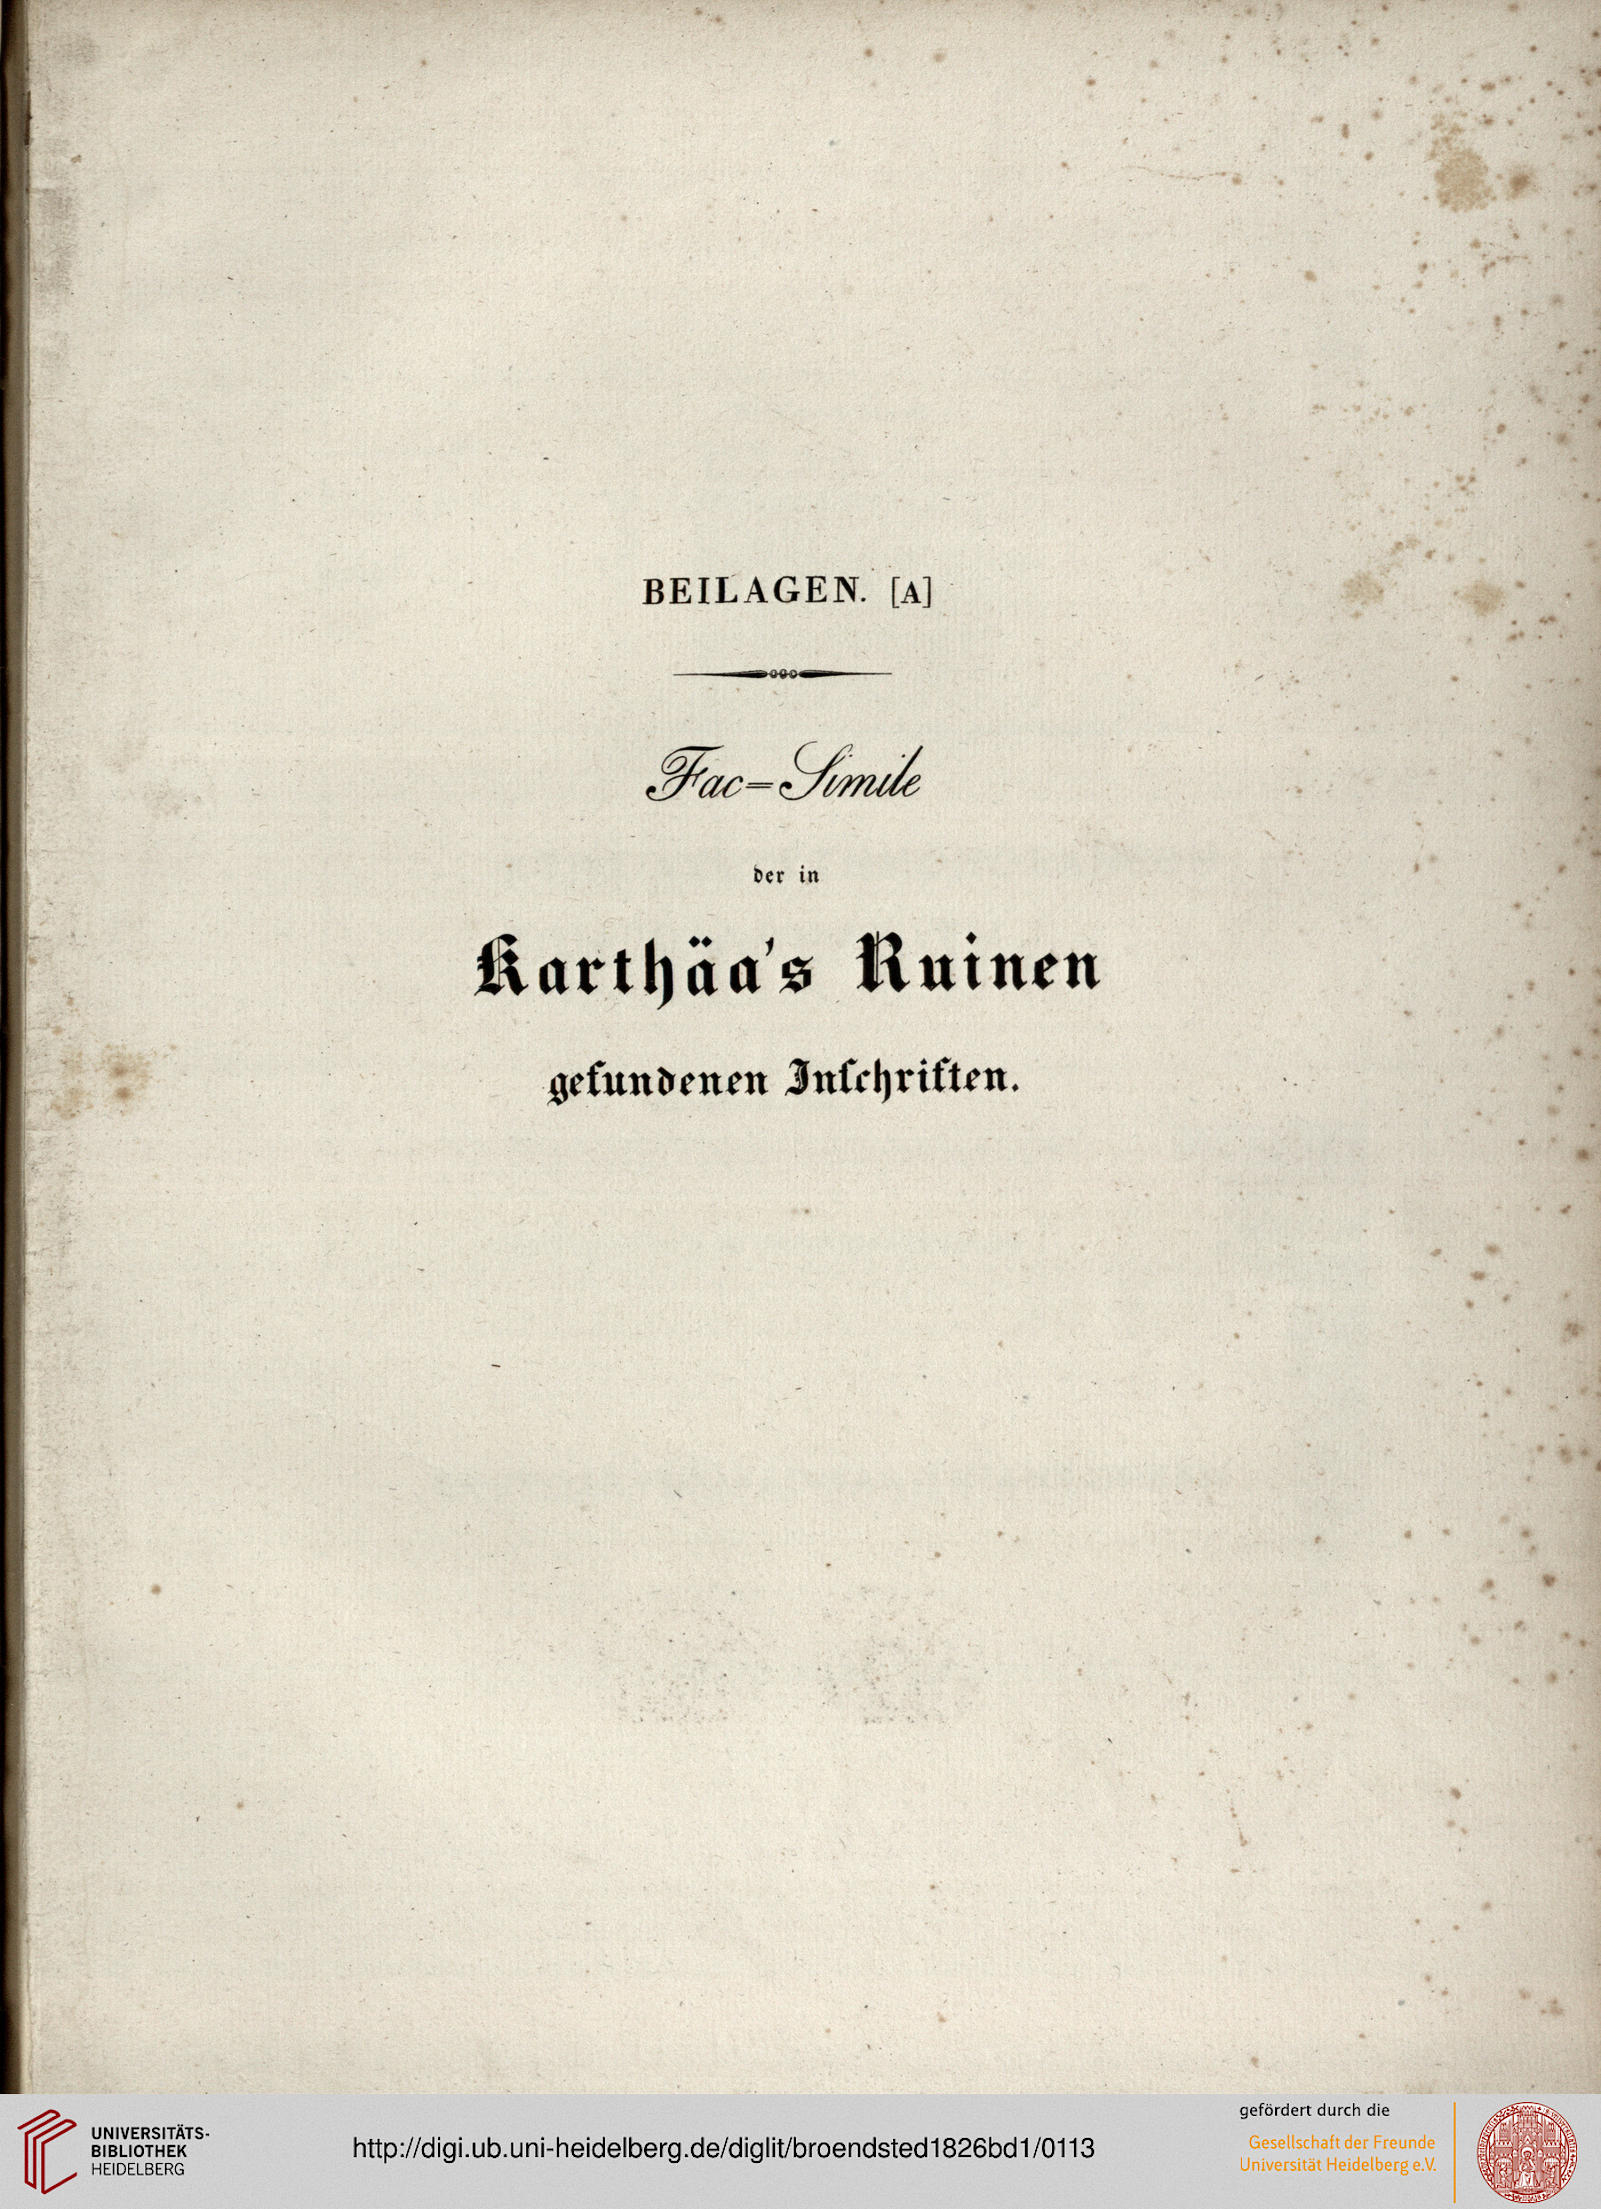 BEILAGEN. [A]
Fac=Simile
der in
Karthäa's Ruinen
gefundenen Inſchriften.
UNIVERSITÄTS-
BIBLIOTHEK
HEIDELBERG
http://digi.ub.uni-heidelberg.de/diglit/broendsted1826bd1/0113
gefördert durch die
Gesellschaft der Freunde
Universität Heidelberg e.V.